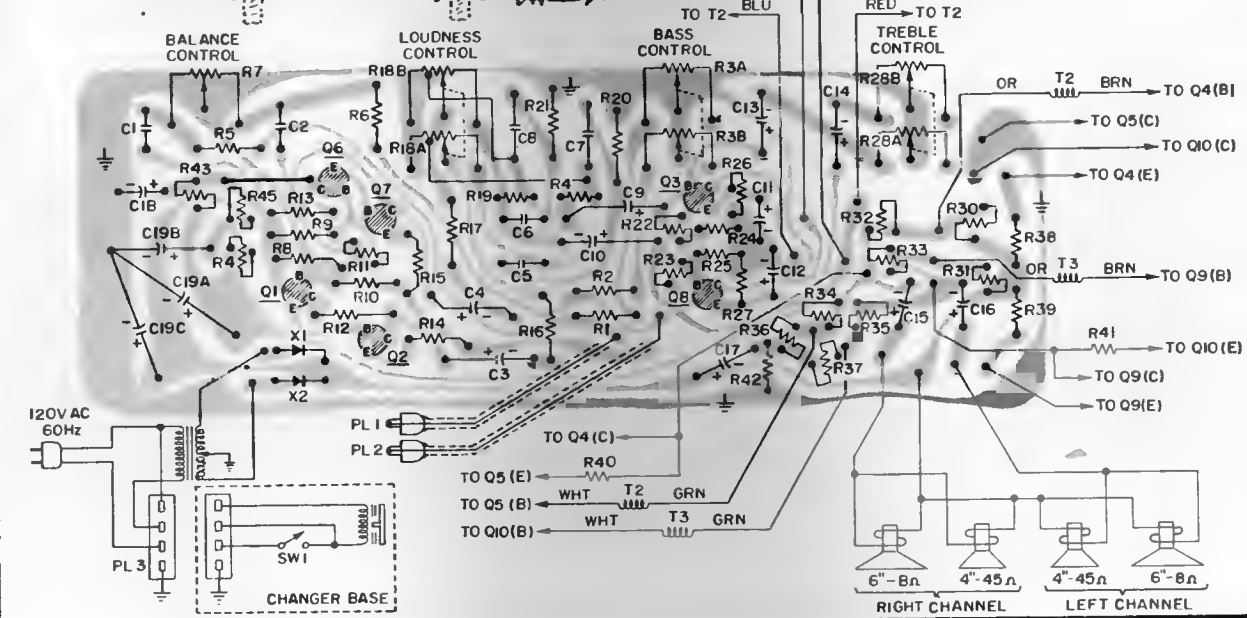 BLU
TO T2
RED
TO T2
BALANCE CONTROL
LOUDNESS CONTROL
BASS CONTROL
TREBLE CONTROL
R7
R18B
R3A
R28B
OR
T2
BRN
TO Q4(B)
C1
R5
C2
R6
R18A
C8
R21
C7
R20
R3B
C13
C14
R28A
TO Q5(C)
TO Q10(C)
TO Q4(E)
Q6
E
C
B
R43
R45
R13
Q7
B
C
E
R19
R4
C9
Q3
B
C
E
R26
C11
C1B
R9
R17
C6
R22
R24
R32
R30
R38
C19B
R4
R8
R11
R15
C10
R25
C12
R33
C19A
R10
C5
R2
R23
R31
OR
T3
BRN
TO Q9(B)
Q1
B
C
E
C4
Q8
B
C
E
R27
R34
R35
C15
C16
R39
C19C
R12
B
C
E
Q2
R14
R16
R1
R36
R41
TO Q10(E)
X1
C3
C17
R42
R37
TO Q9(C)
X2
TO Q9(E)
120V AC
60Hz
PL 1
PL 2
TO Q4(C)
TO Q5(E)
R40
TO Q5(B)
WHT
T2
GRN
TO Q10(B)
WHT
T3
GRN
PL 3
SW1
CHANGER BASE
6"-8Ω
4"-45Ω
4"-45Ω
6"-8Ω
RIGHT CHANNEL
LEFT CHANNEL